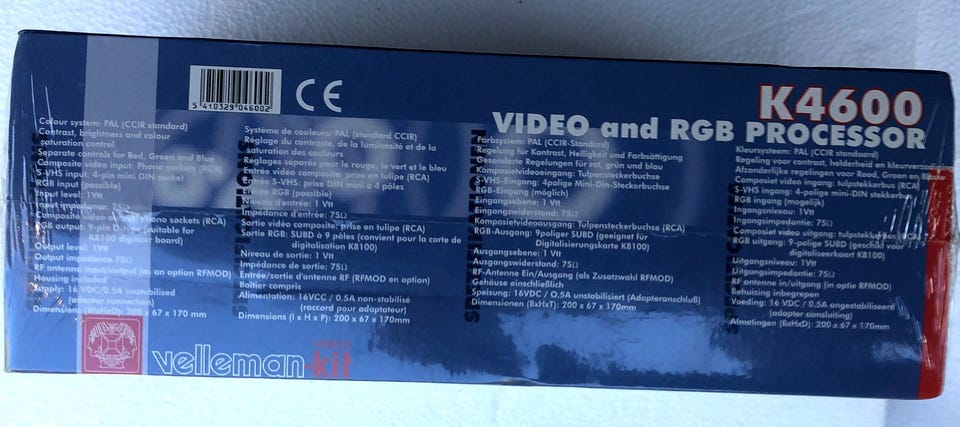 5 410329 046002
CE
K4600
VIDEO and RGB PROCESSOR
Colour system: PAL (CCIR standard)
Contrast, brightness and colour
saturation control
Separate controls for Red, Green and Blue
Composite video input: Phono sockets (RCA)
S-VHS input: 4-pin mini DIN socket
RGB input (possible)
Input level: 1Vtt
Input impedance: 75Ω
Composite video output: Phono sockets (RCA)
RGB output: 9-pin D-type (suitable for
K8100 digitiser board)
Output level: 1Vtt
Output impedance 75Ω
RF antenna input/output (as an option RFMOD)
Housing included
Supply: 16 VDC/0.5A unstabilised
(adapter connection)
Dimensions (WxHxD): 200 x 67 x 170 mm
Système de couleurs: PAL (standard CCIR)
Réglage du contraste, de la luminosité et de la
saturation des couleurs
Réglages séparés pour le rouge, le vert et le bleu
Entrée vidéo composite, prise en tulipe (RCA)
Entrée S-VHS: prise DIN mini à 4 pôles
Entrée RGB (possible)
Niveau d'entrée: 1 Vtt
Impédance d'entrée: 75Ω
Sortie vidéo composite, prise en tulipe (RCA)
Sortie RGB: SUBD à 9 pôles (convient pour la carte de
digitalisation K8100)
Niveau de sortie: 1 Vtt
Impédance de sortie: 75Ω
Entrée/sortie d'antenne RF (RFMOD en option)
Boîtier compris
Alimentation: 16VCC / 0.5A non-stabilisé
(raccord pour adaptateur)
Dimensions (l x H x P): 200 x 67 x 170mm
Farbsystem: PAL (CCIR-Standard)
Regelung für Kontrast, Helligkeit und Farbsättigung
Gesonderte Regelungen für rot, grün und blau
Kompositvideoeingang: Tulpensteckerbuchse
S-VHS-Eingang: 4polige Mini-Din-Steckerbuchse
RGB-Eingang (möglich)
Eingangsebene: 1 Vtt
Eingangswiderstand: 75Ω
Kompositvideoausgang: Tulpensteckerbuchse (RCA)
RGB-Ausgang: 9poliger SUBD (geeignet für
Digitalisierungskarte K8100)
Ausgangsebene: 1 Vtt
Ausgangswiderstand: 75Ω
RF-Antenne Ein/Ausgang (als Zusatzwahl RFMOD)
Gehäuse einschließlich
Speisung: 16VDC / 0.5A unstabilisiert (Adapteranschluß)
Dimensionen (BxHxT): 200 x 67 x 170mm
Kleursysteem: PAL (CCIR standaard)
Regeling voor contrast, helderheid en kleurverzadiging
Afzonderlijke regelingen voor Rood, Groen en Blauw
Composiet video ingang: tulpstekkerbus (RCA)
S-VHS ingang: 4-polige mini-DIN stekkerbus
RGB ingang (mogelijk)
Ingangsniveau: 1 Vtt
Ingangsimpedantie: 75Ω
Composiet video uitgang: tulpstekkerbus (RCA)
RGB uitgang: 9-polige SUBD (geschikt voor
digitaliseerkaart K8100)
Uitgangsniveau: 1 Vtt
Uitgangsimpedantie: 75Ω
RF antenne in/uitgang (in optie RFMOD)
Behuizing inbegrepen
Voeding: 16 VDC / 0.5A ongestabiliseerd
(adapter aansluiting)
Afmetingen (BxHxD): 200 x 67 x 170 mm
velleman-kit